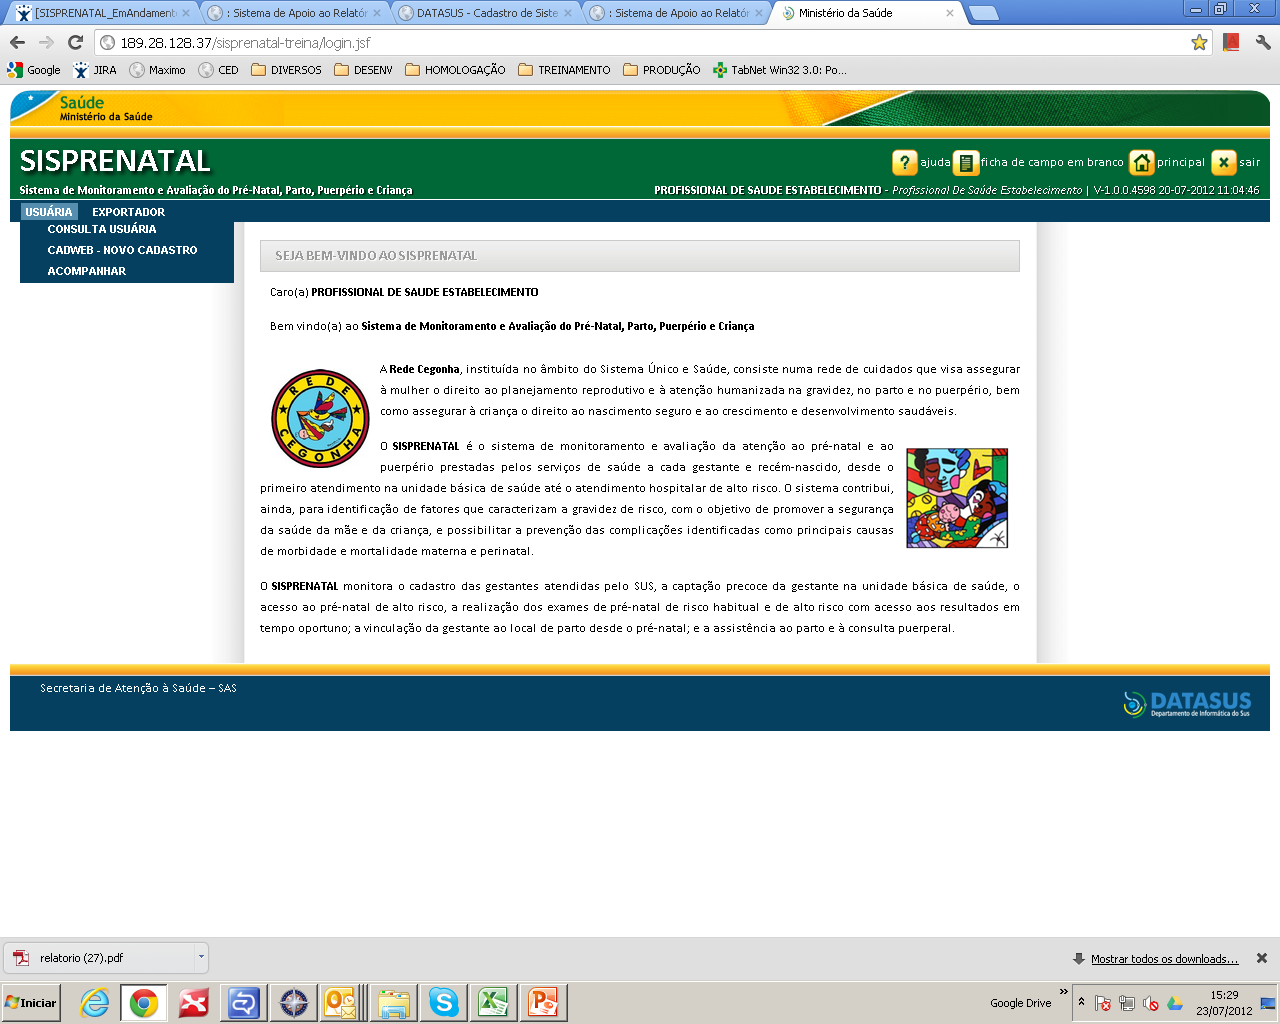 [SISPRENATAL_EmAndament
: Sistema de Apoio ao Relatór
DATASUS - Cadastro de Siste
: Sistema de Apoio ao Relatór
Ministério da Saúde
189.28.128.37/sisprenatal-treina/login.jsf
Google JIRA Maximo CED DIVERSOS DESENV HOMOLOGAÇÃO TREINAMENTO PRODUÇÃO TabNet Win32 3.0: Po...
Saúde
Ministério da Saúde
SISPRENATAL
ajuda ficha de campo em branco principal sair
Sistema de Monitoramento e Avaliação do Pré-Natal, Parto, Puerpério e Criança
PROFISSIONAL DE SAUDE ESTABELECIMENTO - Profissional De Saúde Estabelecimento | V-1.0.0.4598 20-07-2012 11:04:46
USUÁRIA EXPORTADOR
CONSULTA USUÁRIA
CADWEB - NOVO CADASTRO
ACOMPANHAR
SEJA BEM-VINDO AO SISPRENATAL
Caro(a) PROFISSIONAL DE SAUDE ESTABELECIMENTO
Bem vindo(a) ao Sistema de Monitoramento e Avaliação do Pré-Natal, Parto, Puerpério e Criança
REDE CEGONHA
A Rede Cegonha, instituída no âmbito do Sistema Único e Saúde, consiste numa rede de cuidados que visa assegurar
à mulher o direito ao planejamento reprodutivo e à atenção humanizada na gravidez, no parto e no puerpério, bem
como assegurar à criança o direito ao nascimento seguro e ao crescimento e desenvolvimento saudáveis.
O SISPRENATAL é o sistema de monitoramento e avaliação da atenção ao pré-natal e ao
puerpério prestadas pelos serviços de saúde a cada gestante e recém-nascido, desde o
primeiro atendimento na unidade básica de saúde até o atendimento hospitalar de alto risco. O sistema contribui,
ainda, para identificação de fatores que caracterizam a gravidez de risco, com o objetivo de promover a segurança
da saúde da mãe e da criança, e possibilitar a prevenção das complicações identificadas como principais causas
de morbidade e mortalidade materna e perinatal.
O SISPRENATAL monitora o cadastro das gestantes atendidas pelo SUS, a captação precoce da gestante na unidade básica de saúde, o
acesso ao pré-natal de alto risco, a realização dos exames de pré-natal de risco habitual e de alto risco com acesso aos resultados em
tempo oportuno; a vinculação da gestante ao local de parto desde o pré-natal; e a assistência ao parto e à consulta puerperal.
Secretaria de Atenção à Saúde – SAS
DATASUS
Departamento de Informática do Sus
relatorio (27).pdf
Mostrar todos os downloads...
Iniciar
Google Drive
15:29
23/07/2012